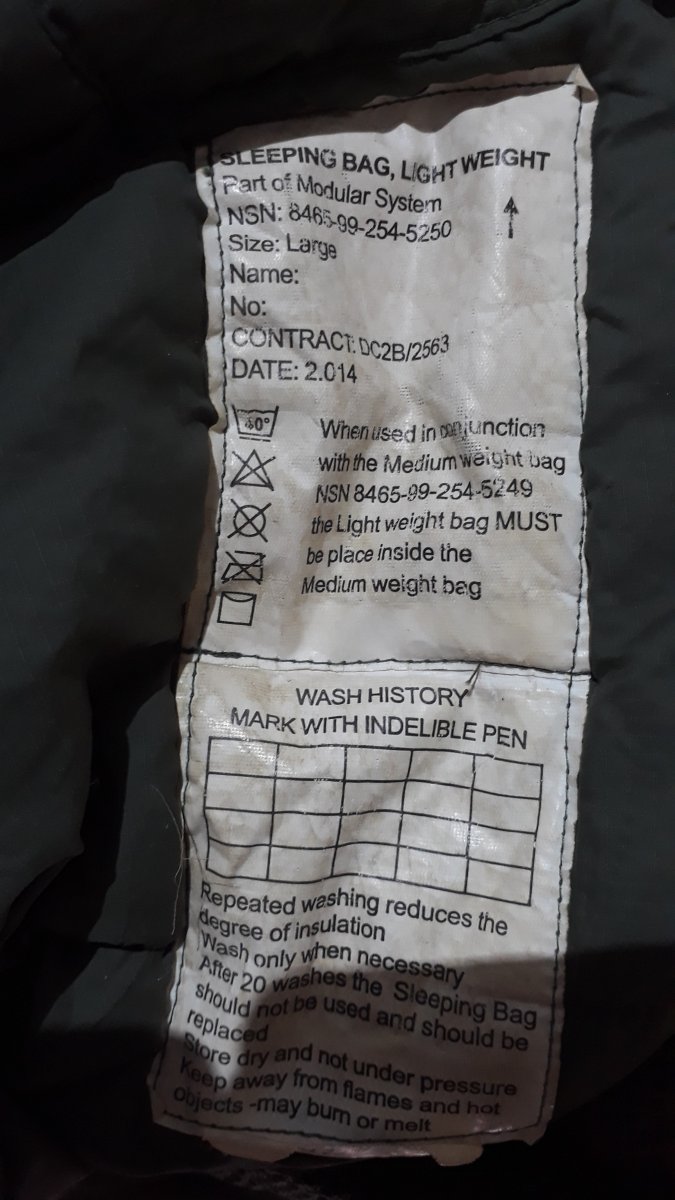 SLEEPING BAG, LIGHT WEIGHT
Part of Modular System
NSN: 8465-99-254-5250
Size: Large
Name:
No:
CONTRACT: DC2B/2563
DATE: 2.014
40°
When used in conjunction
with the Medium weight bag
NSN 8465-99-254-5249
the Light weight bag MUST
be place inside the
Medium weight bag
WASH HISTORY
MARK WITH INDELIBLE PEN
Repeated washing reduces the
degree of insulation
Wash only when necessary
After 20 washes the Sleeping Bag
should not be used and should be
replaced
Store dry and not under pressure
Keep away from flames and hot
objects -may burn or melt